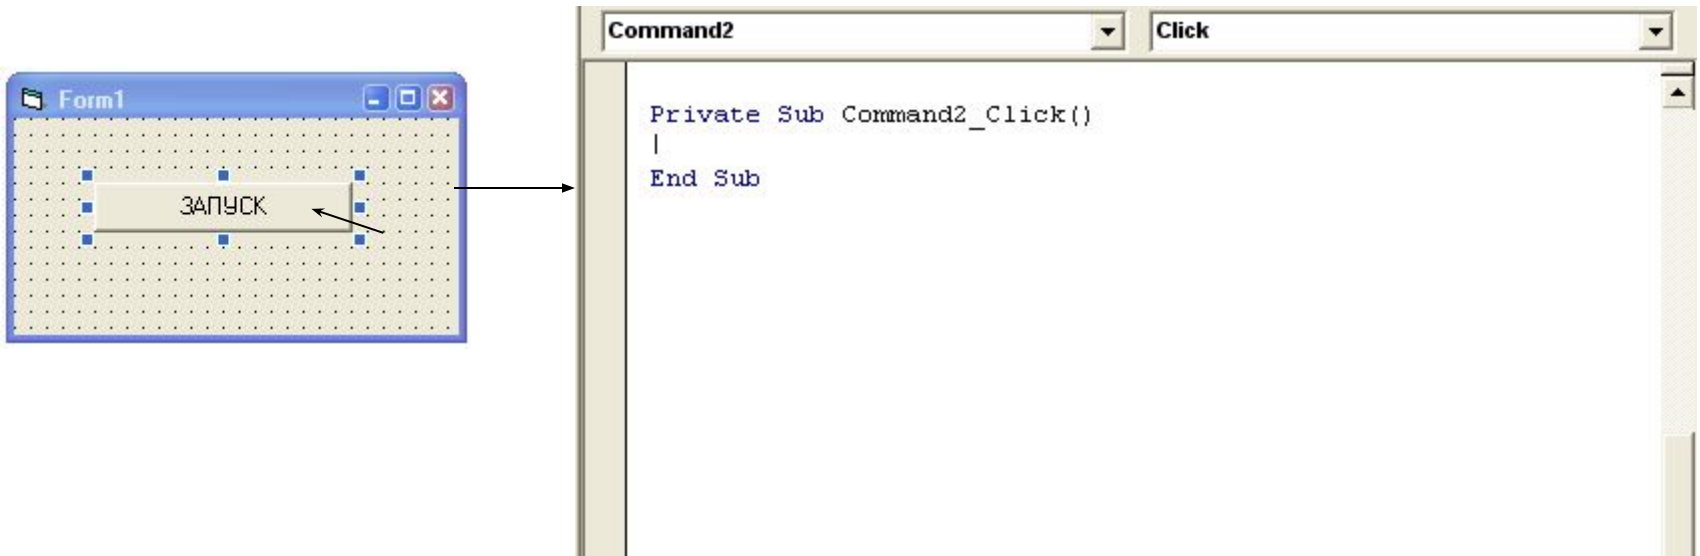 Form1
ЗАПУСК
Command2
Click
Private Sub Command2_Click()
End Sub